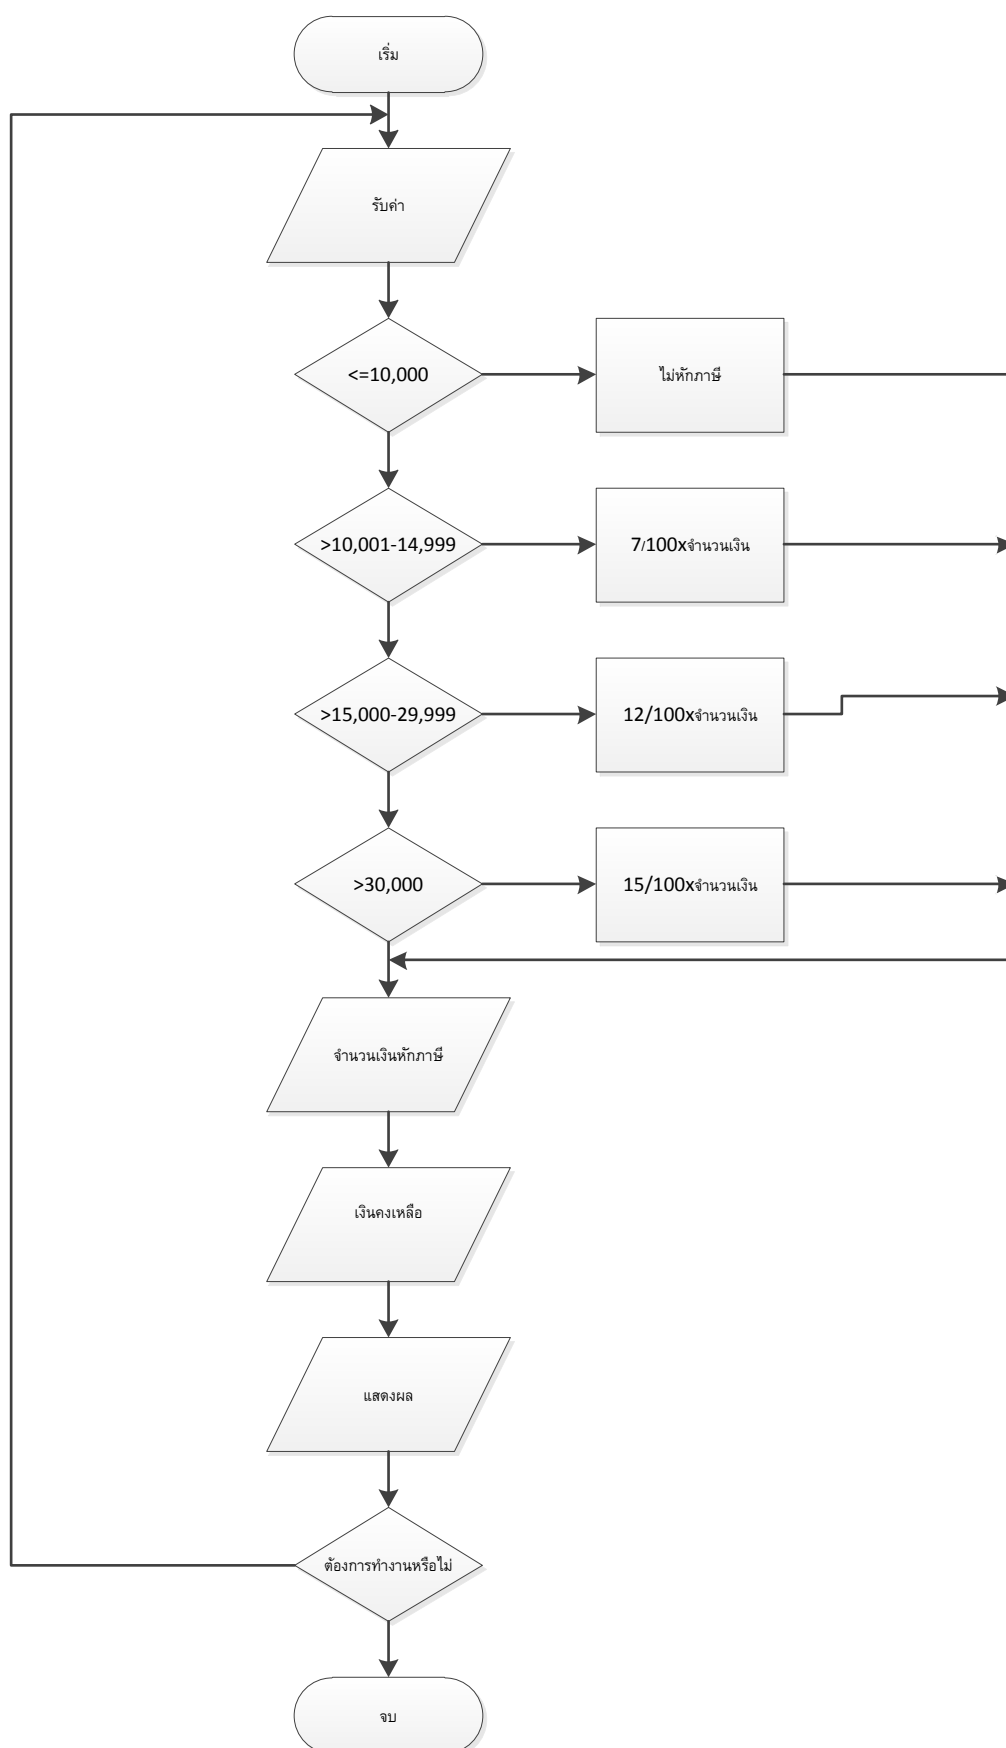 เริ่ม
รับค่า
<=10,000
ไม่หักภาษี
>10,001-14,999
7/100xจำนวนเงิน
>15,000-29,999
12/100xจำนวนเงิน
>30,000
15/100xจำนวนเงิน
จำนวนเงินหักภาษี
เงินคงเหลือ
แสดงผล
ต้องการทำงานหรือไม่
จบ